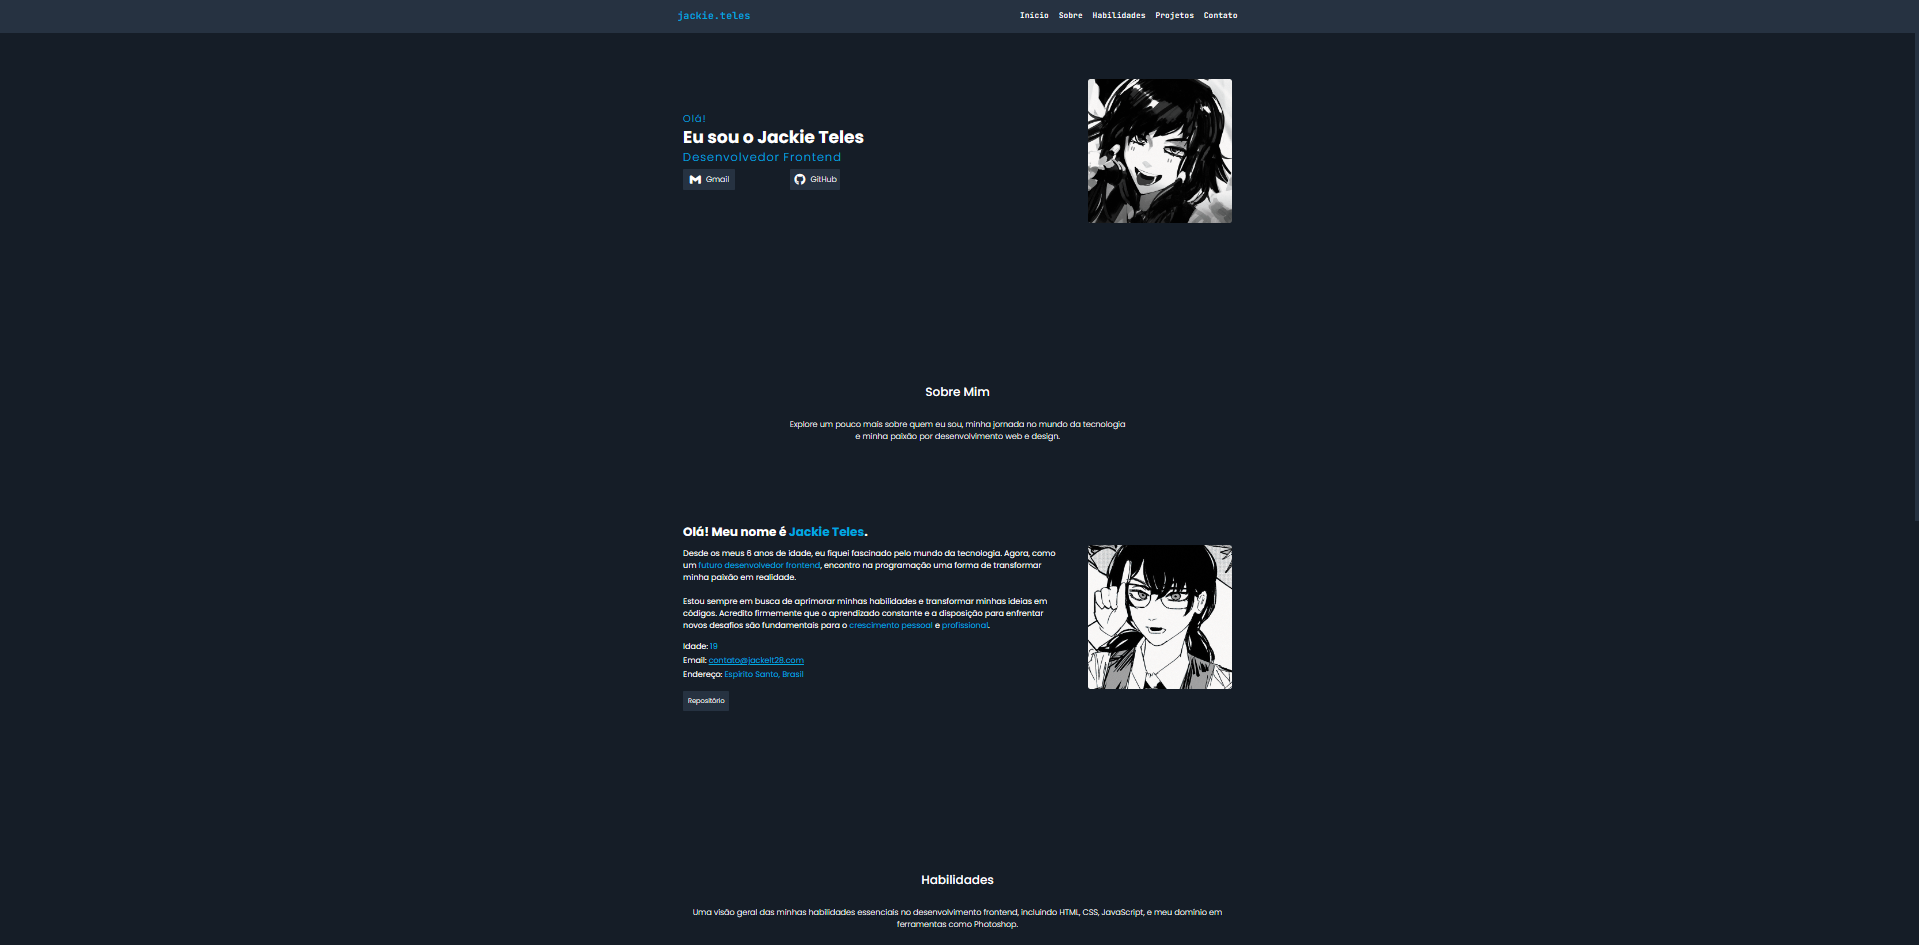 jackie.teles
Início Sobre Habilidades Projetos Contato
Olá!
Eu sou o Jackie Teles
Desenvolvedor Frontend
Gmail
GitHub
Sobre Mim
Explore um pouco mais sobre quem eu sou, minha jornada no mundo da tecnologia
e minha paixão por desenvolvimento web e design.
Olá! Meu nome é Jackie Teles.
Desde os meus 6 anos de idade, eu fiquei fascinado pelo mundo da tecnologia. Agora, como
um futuro desenvolvedor frontend, encontro na programação uma forma de transformar
minha paixão em realidade.
Estou sempre em busca de aprimorar minhas habilidades e transformar minhas ideias em
códigos. Acredito firmemente que o aprendizado constante e a disposição para enfrentar
novos desafios são fundamentais para o crescimento pessoal e profissional.
Idade: 19
Email: contato@jackelt28.com
Endereço: Espírito Santo, Brasil
Repositório
Habilidades
Uma visão geral das minhas habilidades essenciais no desenvolvimento frontend, incluindo HTML, CSS, JavaScript, e meu domínio em
ferramentas como Photoshop.